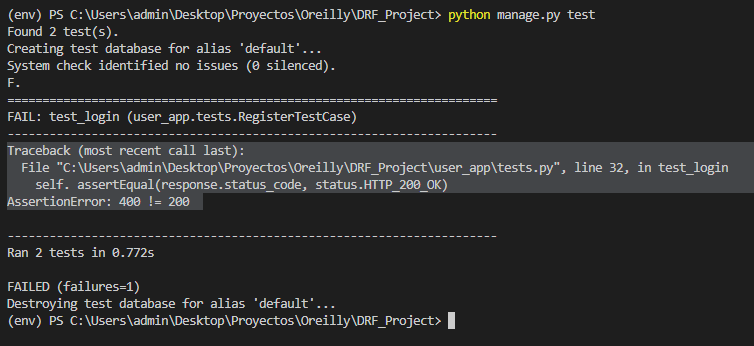 (env) PS C:\Users\admin\Desktop\Proyectos\Oreilly\DRF_Project> python manage.py test
Found 2 test(s).
Creating test database for alias 'default'...
System check identified no issues (0 silenced).
F.
======================================================================
FAIL: test_login (user_app.tests.RegisterTestCase)
----------------------------------------------------------------------
Traceback (most recent call last):
  File "C:\Users\admin\Desktop\Proyectos\Oreilly\DRF_Project\user_app\tests.py", line 32, in test_login
    self. assertEqual(response.status_code, status.HTTP_200_OK)
AssertionError: 400 != 200
----------------------------------------------------------------------
Ran 2 tests in 0.772s
FAILED (failures=1)
Destroying test database for alias 'default'...
(env) PS C:\Users\admin\Desktop\Proyectos\Oreilly\DRF_Project>